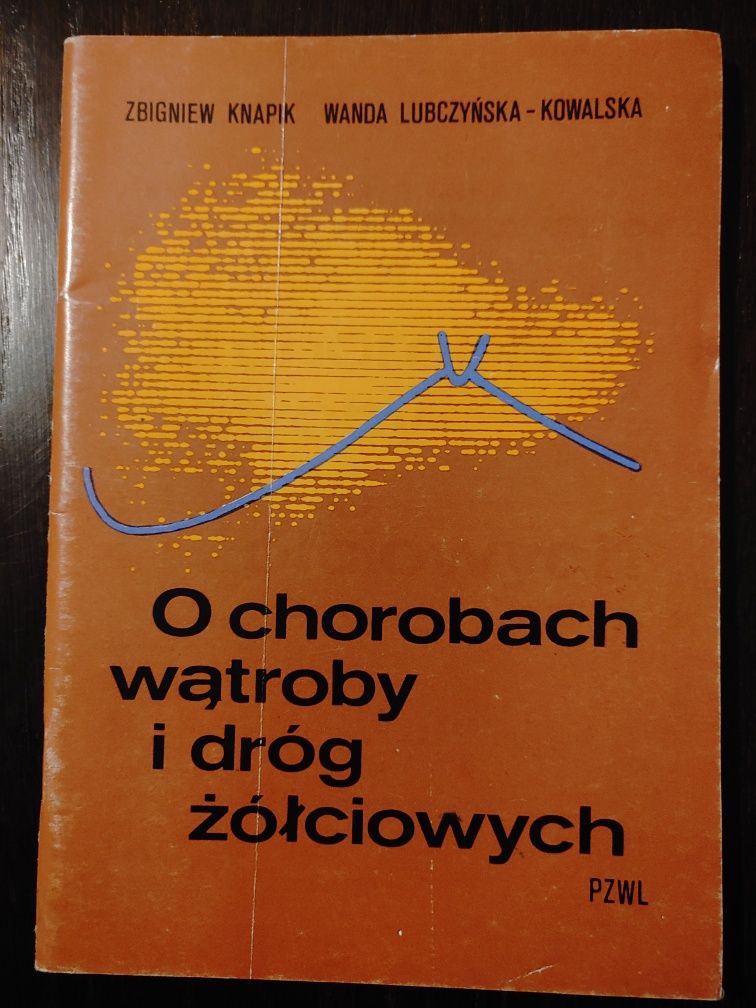 ZBIGNIEW KNAPIK WANDA LUBCZYŃSKA-KOWALSKA
O chorobach
wątroby
i dróg
żółciowych
PZWL